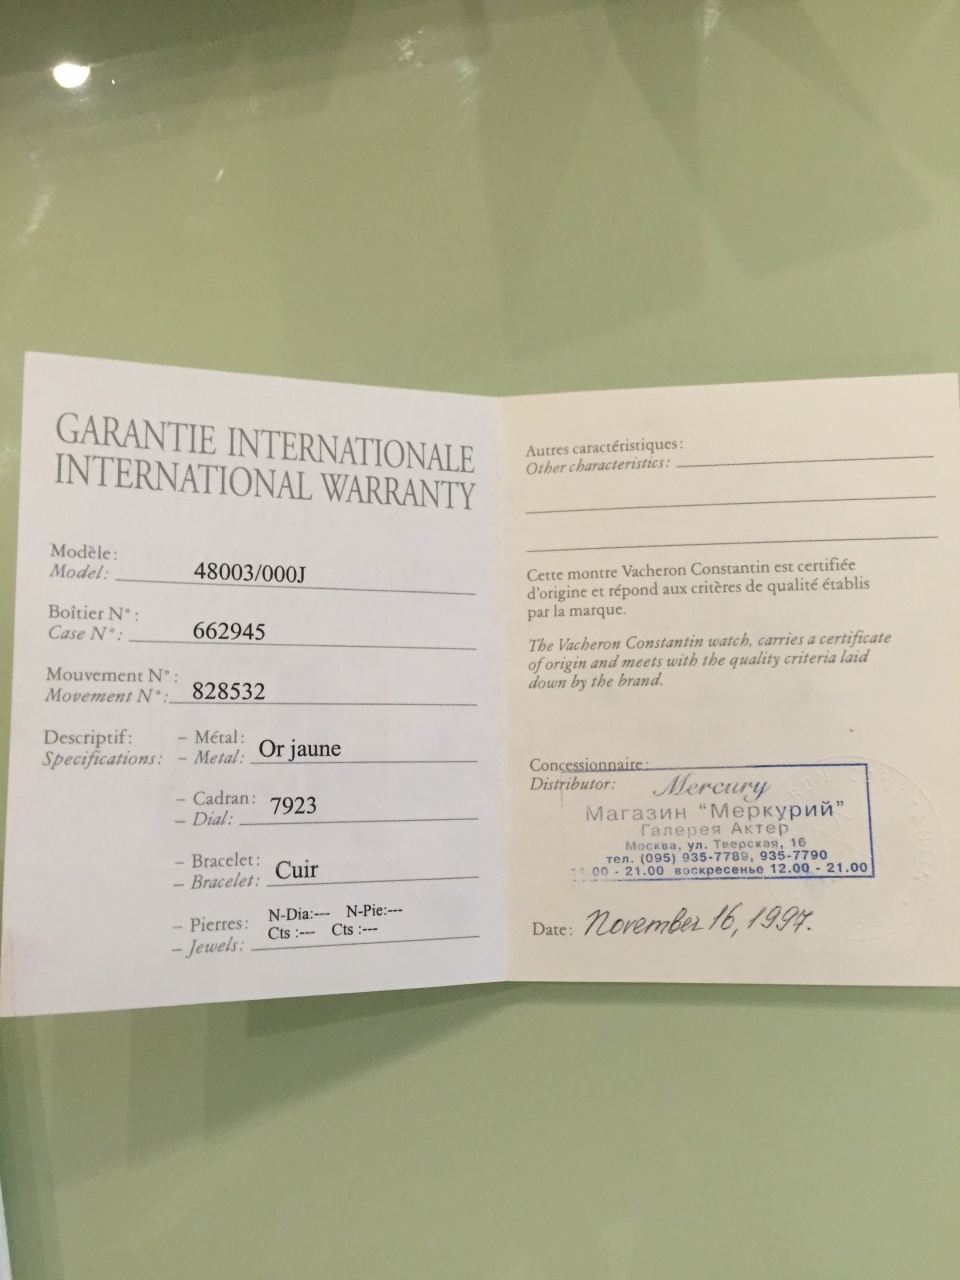 GARANTIE INTERNATIONALE
INTERNATIONAL WARRANTY
Modèle:
Model: 48003/000J
Boîtier N°:
Case N°: 662945
Mouvement N°:
Movement N°: 828532
Descriptif: – Métal:
Specifications: – Metal: Or jaune
– Cadran:
– Dial: 7923
– Bracelet:
– Bracelet: Cuir
– Pierres: N-Dia:--- N-Pie:---
– Jewels: Cts :--- Cts :---
Autres caractéristiques:
Other characteristics:
Cette montre Vacheron Constantin est certifiée
d'origine et répond aux critères de qualité établis
par la marque.
The Vacheron Constantin watch, carries a certificate
of origin and meets with the quality criteria laid
down by the brand.
Concessionnaire:
Distributor: Mercury
Магазин "Меркурий"
Галерея Актер
Москва, ул. Тверская, 16
тел. (095) 935-7789, 935-7790
11.00 - 21.00 воскресенье 12.00 - 21.00
Date: November 16, 1997.